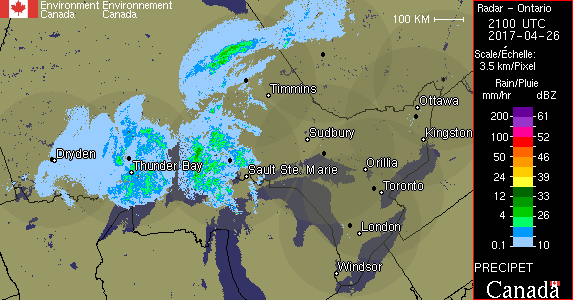 Environment Environnement
Canada Canada
100 KM
Timmins
Ottawa
Sudbury
Kingston
Dryden
Thunder Bay
Sault Ste. Marie
Orillia
Toronto
London
Windsor
Radar - Ontario
2100 UTC
2017-04-26
Scale/Échelle:
3.5 km/Pixel
Rain/Pluie
mm/hr dBZ
200 61
100 52
50 46
24 39
12 33
4 26
0.1 10
PRECIPET
Canada